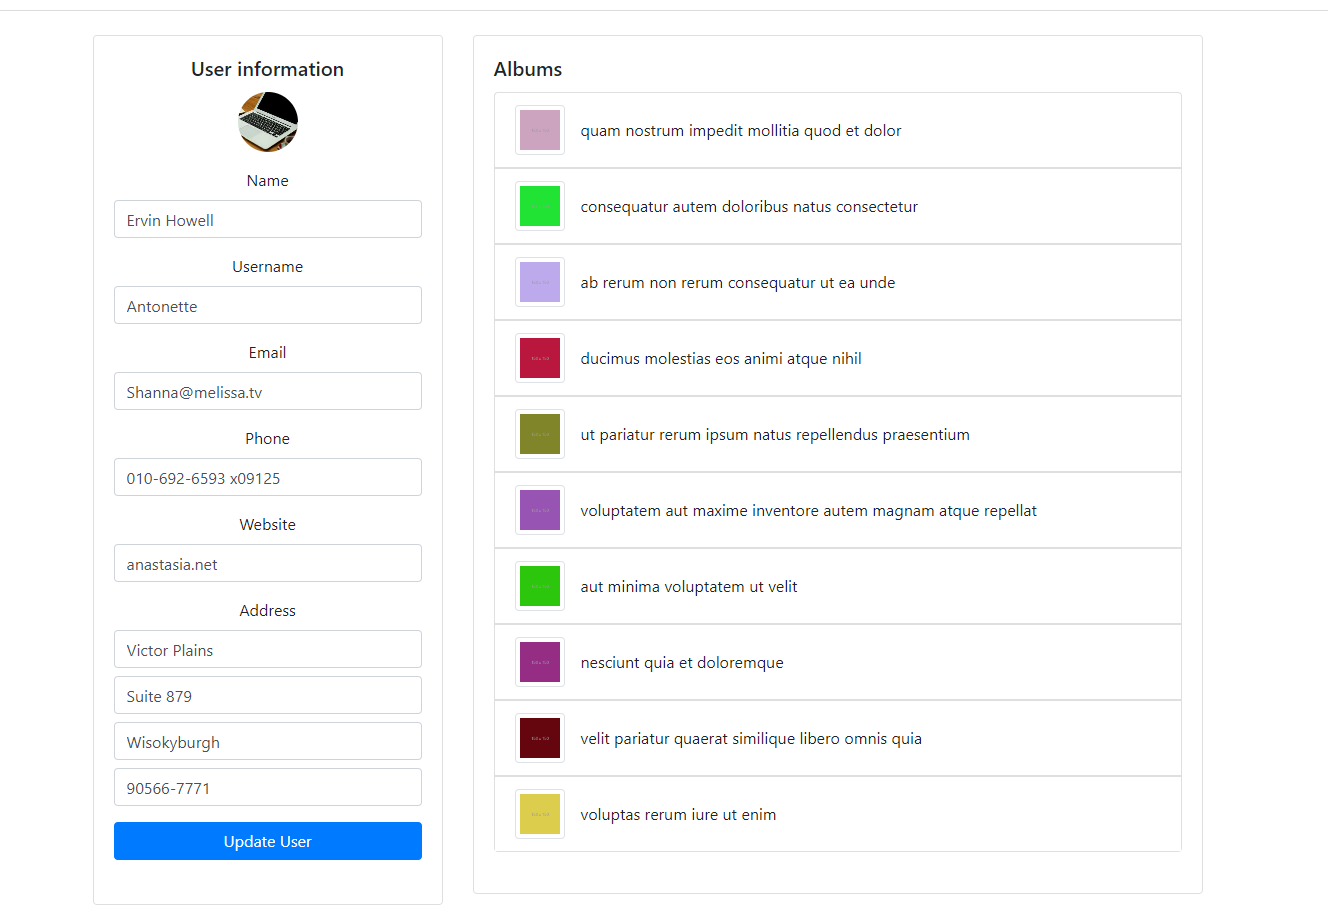 User information
Name
Ervin Howell
Username
Antonette
Email
Shanna@melissa.tv
Phone
010-692-6593 x09125
Website
anastasia.net
Address
Victor Plains
Suite 879
Wisokyburgh
90566-7771
Update User
Albums
quam nostrum impedit mollitia quod et dolor
consequatur autem doloribus natus consectetur
ab rerum non rerum consequatur ut ea unde
ducimus molestias eos animi atque nihil
ut pariatur rerum ipsum natus repellendus praesentium
voluptatem aut maxime inventore autem magnam atque repellat
aut minima voluptatem ut velit
nesciunt quia et doloremque
velit pariatur quaerat similique libero omnis quia
voluptas rerum iure ut enim